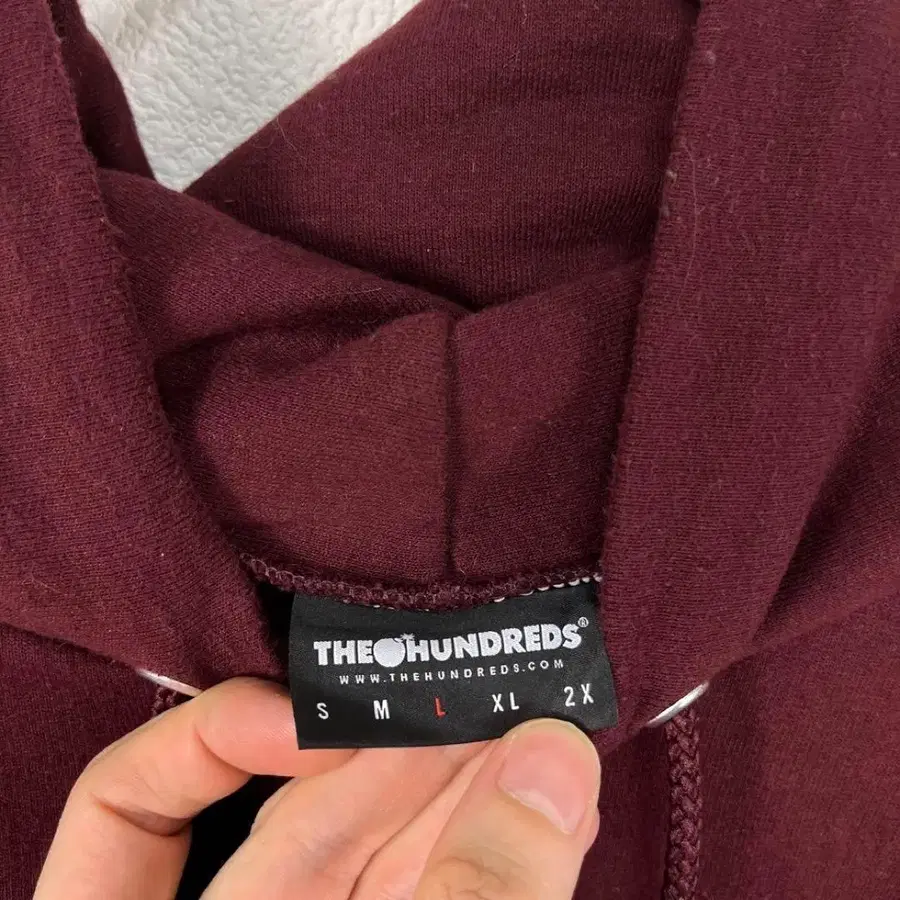 THE HUNDREDS®
WWW.THEHUNDREDS.COM
S M L XL 2X